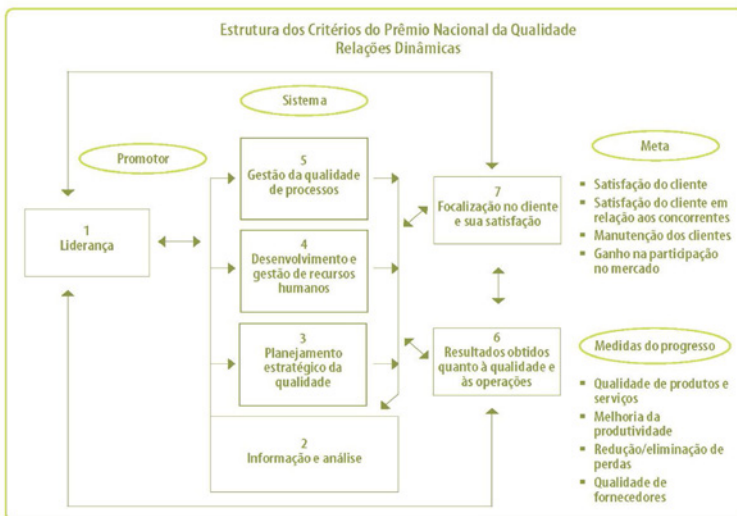 Estrutura dos Critérios do Prêmio Nacional da Qualidade
Relações Dinâmicas
Sistema
Promotor
Meta
5
Gestão da qualidade
de processos
7
Focalização no cliente
e sua satisfação
1
Liderança
4
Desenvolvimento e
gestão de recursos
humanos
3
Planejamento
estratégico da
qualidade
6
Resultados obtidos
quanto à qualidade e
às operações
2
Informação e análise
▪ Satisfação do cliente
▪ Satisfação do cliente em
relação aos concorrentes
▪ Manutenção dos clientes
▪ Ganho na participação
no mercado
Medidas do progresso
▪ Qualidade de produtos e
serviços
▪ Melhoria da
produtividade
▪ Redução/eliminação de
perdas
▪ Qualidade de
fornecedores